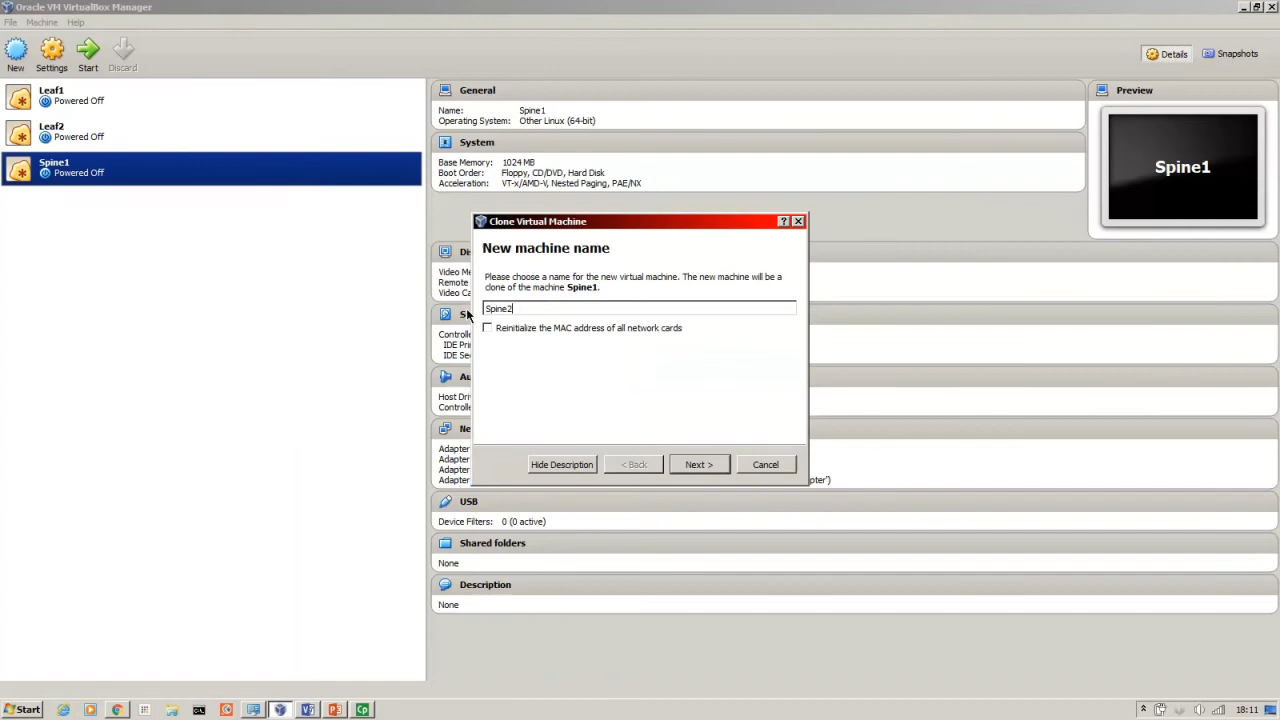 Oracle VM VirtualBox Manager
File Machine Help
New Settings Start Discard
Details Snapshots
Leaf1
Powered Off
Leaf2
Powered Off
Spine1
Powered Off
General
Name: Spine1
Operating System: Other Linux (64-bit)
System
Base Memory: 1024 MB
Boot Order: Floppy, CD/DVD, Hard Disk
Acceleration: VT-x/AMD-V, Nested Paging, PAE/NX
Preview
Spine1
Di
Video Me
Remote
Video Ca
S
Controlle
IDE Pri
IDE Se
Au
Host Driv
Controlle
Ne
Adapter
Adapter
Adapter
Adapter pter')
USB
Device Filters: 0 (0 active)
Shared folders
None
Description
None
Clone Virtual Machine
New machine name
Please choose a name for the new virtual machine. The new machine will be a
clone of the machine Spine1.
Spine2
Reinitialize the MAC address of all network cards
Hide Description < Back Next > Cancel
Start
Cp
18:11